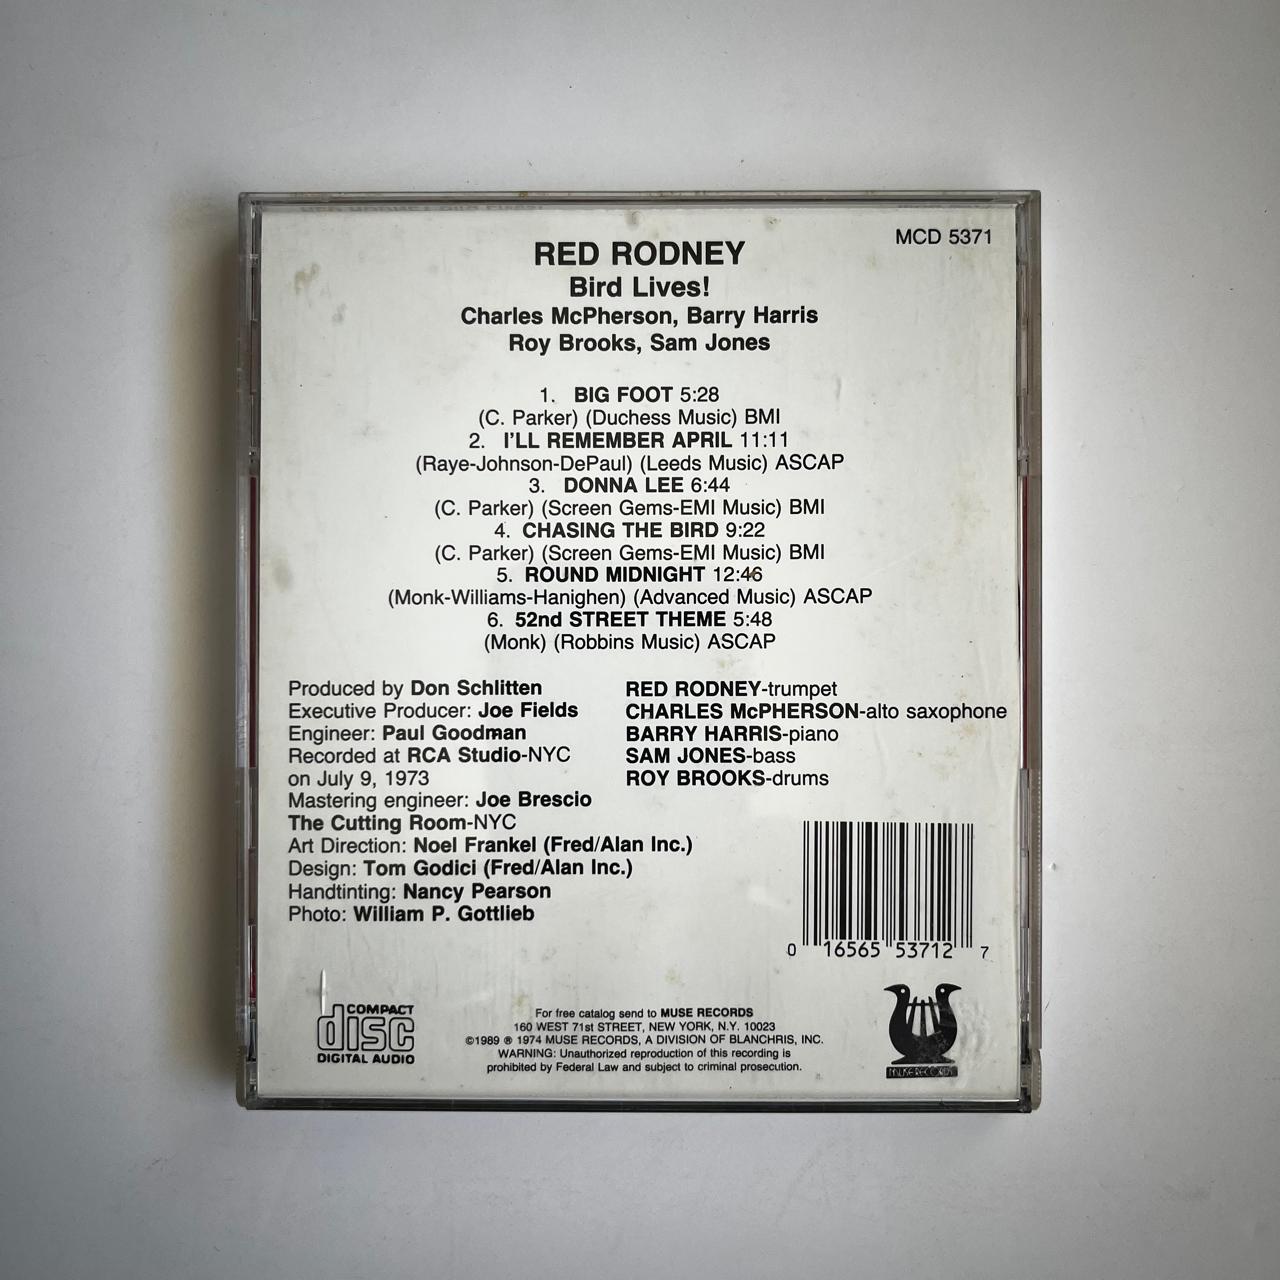 MCD 5371
RED RODNEY
Bird Lives!
Charles McPherson, Barry Harris
Roy Brooks, Sam Jones
1. BIG FOOT 5:28
(C. Parker) (Duchess Music) BMI
2. I'LL REMEMBER APRIL 11:11
(Raye-Johnson-DePaul) (Leeds Music) ASCAP
3. DONNA LEE 6:44
(C. Parker) (Screen Gems-EMI Music) BMI
4. CHASING THE BIRD 9:22
(C. Parker) (Screen Gems-EMI Music) BMI
5. ROUND MIDNIGHT 12:46
(Monk-Williams-Hanighen) (Advanced Music) ASCAP
6. 52nd STREET THEME 5:48
(Monk) (Robbins Music) ASCAP
Produced by Don Schlitten
Executive Producer: Joe Fields
Engineer: Paul Goodman
Recorded at RCA Studio-NYC
on July 9, 1973
Mastering engineer: Joe Brescio
The Cutting Room-NYC
Art Direction: Noel Frankel (Fred/Alan Inc.)
Design: Tom Godici (Fred/Alan Inc.)
Handtinting: Nancy Pearson
Photo: William P. Gottlieb
RED RODNEY-trumpet
CHARLES McPHERSON-alto saxophone
BARRY HARRIS-piano
SAM JONES-bass
ROY BROOKS-drums
0 16565 53712 7
COMPACT
disc
DIGITAL AUDIO
For free catalog send to MUSE RECORDS
160 WEST 71st STREET, NEW YORK, N.Y. 10023
©1989 ℗ 1974 MUSE RECORDS, A DIVISION OF BLANCHRIS, INC.
WARNING: Unauthorized reproduction of this recording is
prohibited by Federal Law and subject to criminal prosecution.
MUSE RECORDS